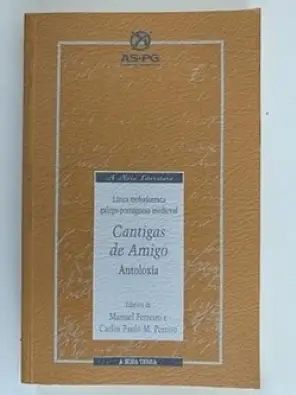 AS-PG
A Nosa Literatura
Lírica trobadoresca
galego-portuguesa medieval
Cantigas
de Amigo
Antoloxía
Edición de
Manuel Ferreiro e
Carlos Paulo M. Pereiro
A NOSA TERRA